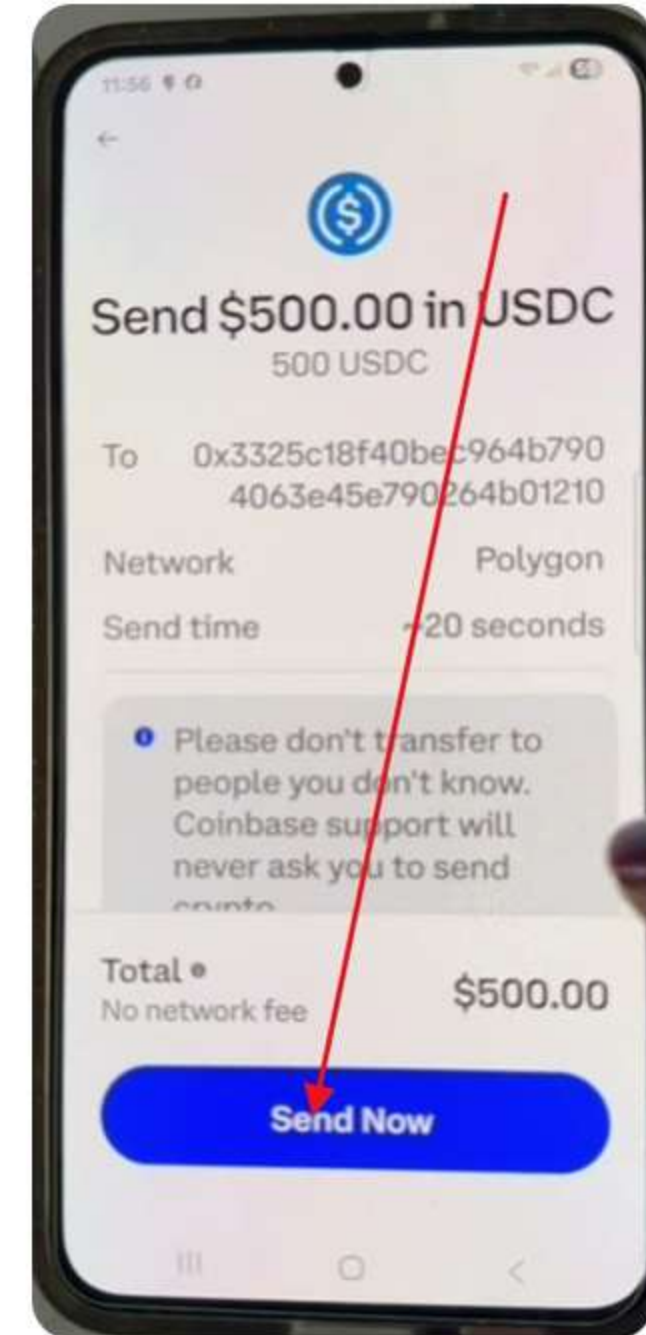 11:56
Send $500.00 in USDC
500 USDC
To 0x3325c18f40bec964b790
4063e45e790264b01210
Network Polygon
Send time ~20 seconds
Please don't transfer to
people you don't know.
Coinbase support will
never ask you to send
crypto
Total
No network fee $500.00
Send Now